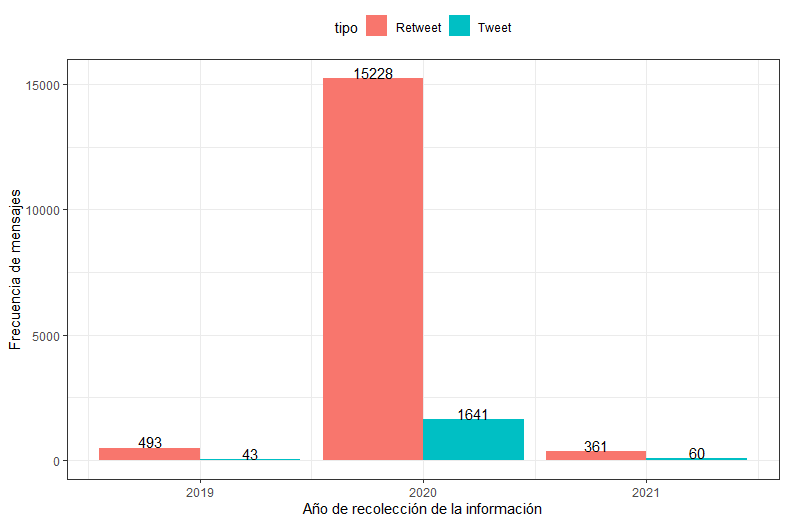 tipo Retweet Tweet
Frecuencia de mensajes
15000
10000
5000
0
493
43
15228
1641
361
60
2019 2020 2021
Año de recolección de la información